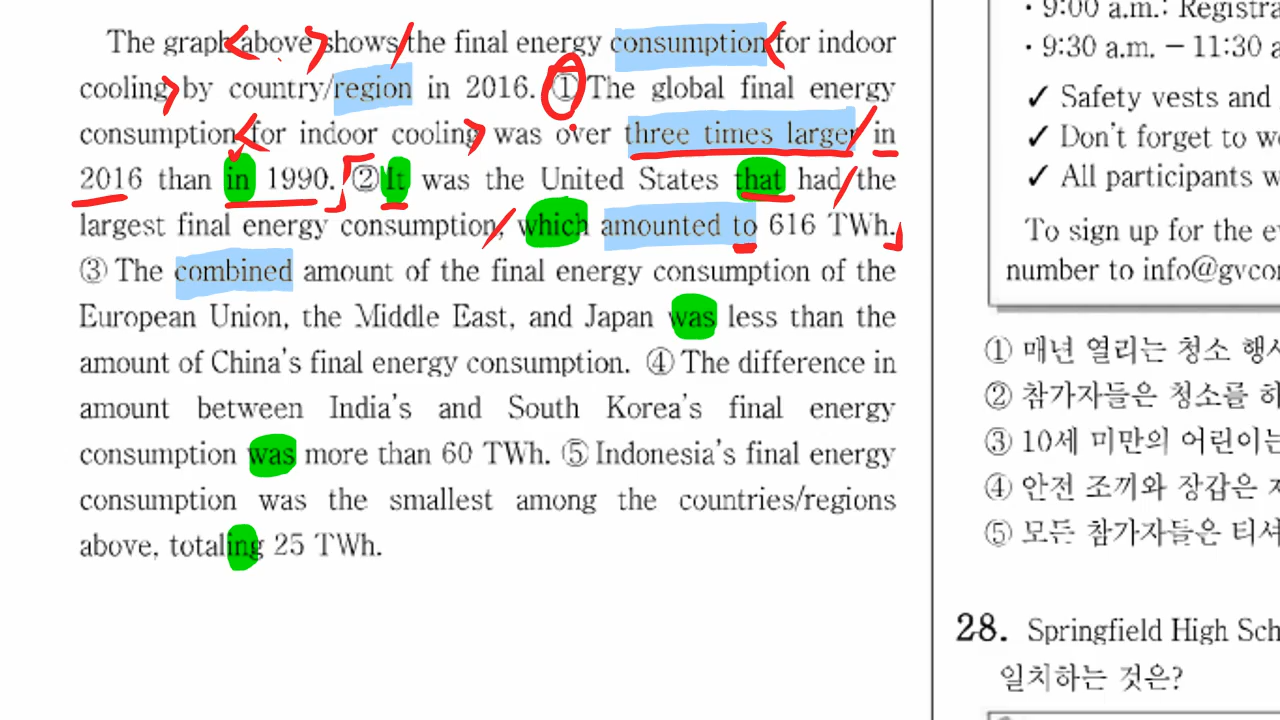 The graph above shows the final energy consumption for indoor
cooling by country/region in 2016. ① The global final energy
consumption for indoor cooling was over three times larger in
2016 than in 1990. ② It was the United States that had the
largest final energy consumption, which amounted to 616 TWh.
③ The combined amount of the final energy consumption of the
European Union, the Middle East, and Japan was less than the
amount of China's final energy consumption. ④ The difference in
amount between India's and South Korea's final energy
consumption was more than 60 TWh. ⑤ Indonesia's final energy
consumption was the smallest among the countries/regions
above, totaling 25 TWh.
· 9:00 a.m.: Registra
· 9:30 a.m. - 11:30 a
✓ Safety vests and
✓ Don't forget to w
✓ All participants w
To sign up for the e
number to info@gvco
① 매년 열리는 청소 행사
② 참가자들은 청소를 하
③ 10세 미만의 어린이는
④ 안전 조끼와 장갑은
⑤ 모든 참가자들은 티셔
28. Springfield High Sch
일치하는 것은?